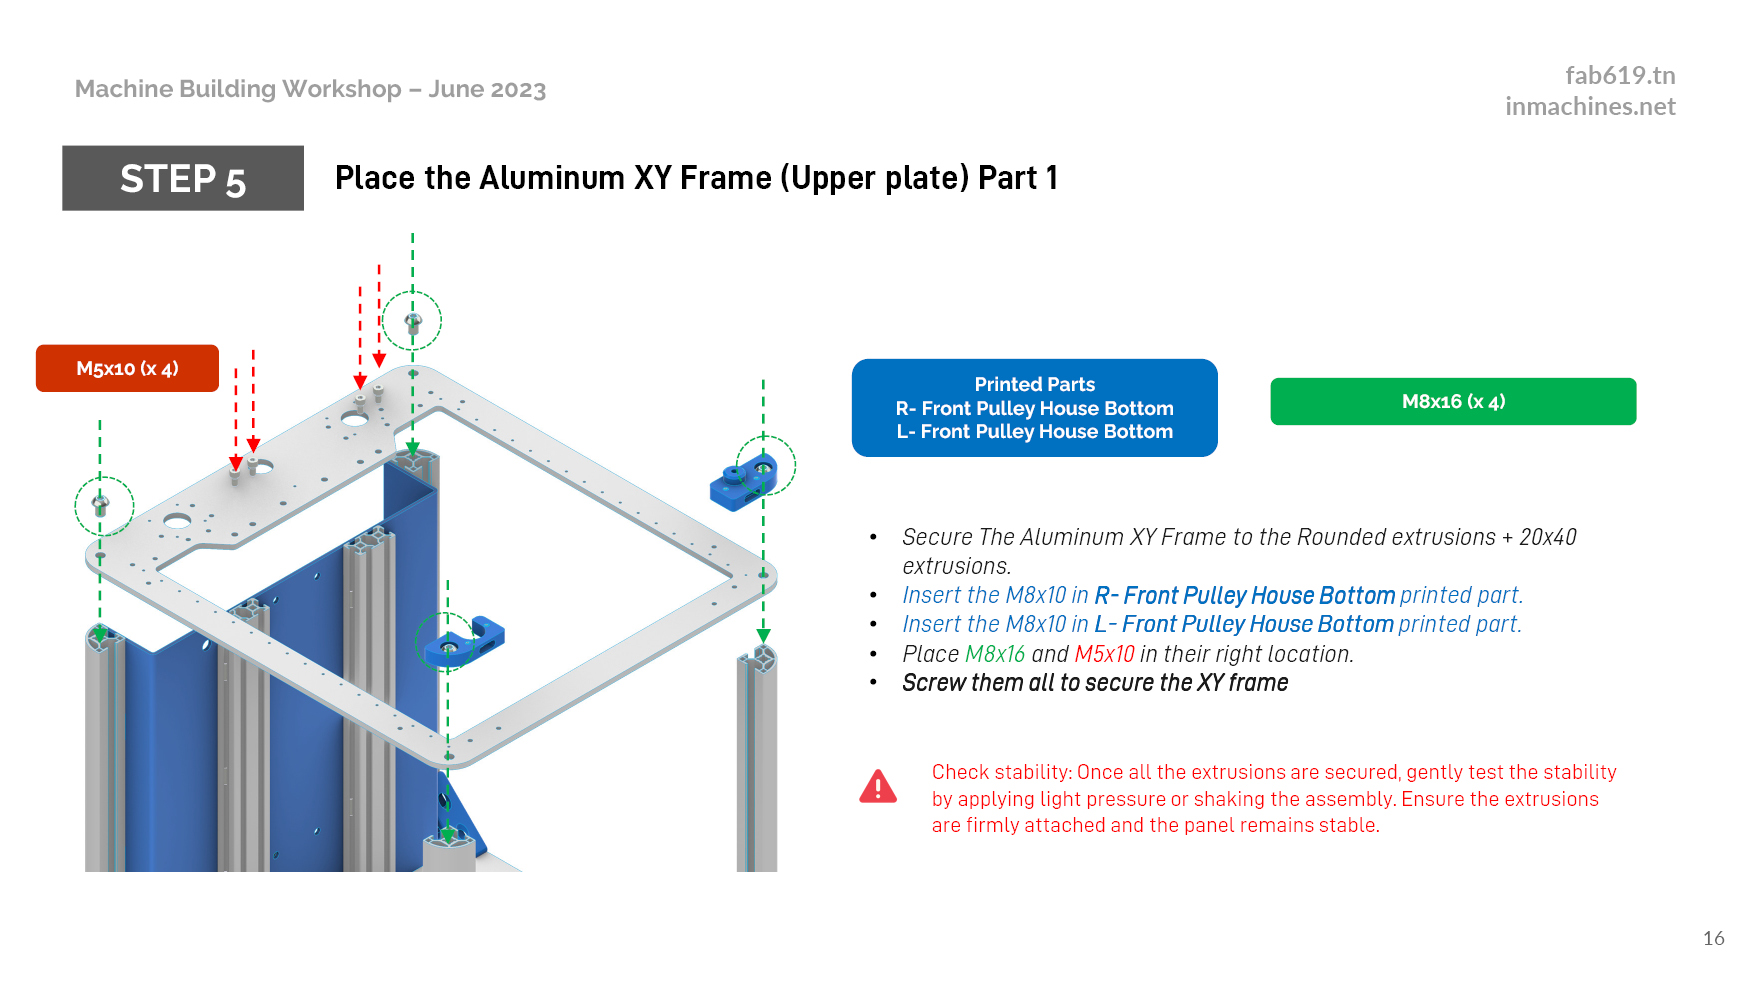 Machine Building Workshop – June 2023
fab619.tn
inmachines.net
STEP 5
Place the Aluminum XY Frame (Upper plate) Part 1
M5x10 (x 4)
Printed Parts
R- Front Pulley House Bottom
L- Front Pulley House Bottom
M8x16 (x 4)
• Secure The Aluminum XY Frame to the Rounded extrusions + 20x40
extrusions.
• Insert the M8x10 in R- Front Pulley House Bottom printed part.
• Insert the M8x10 in L- Front Pulley House Bottom printed part.
• Place M8x16 and M5x10 in their right location.
• Screw them all to secure the XY frame
Check stability: Once all the extrusions are secured, gently test the stability
by applying light pressure or shaking the assembly. Ensure the extrusions
are firmly attached and the panel remains stable.
16